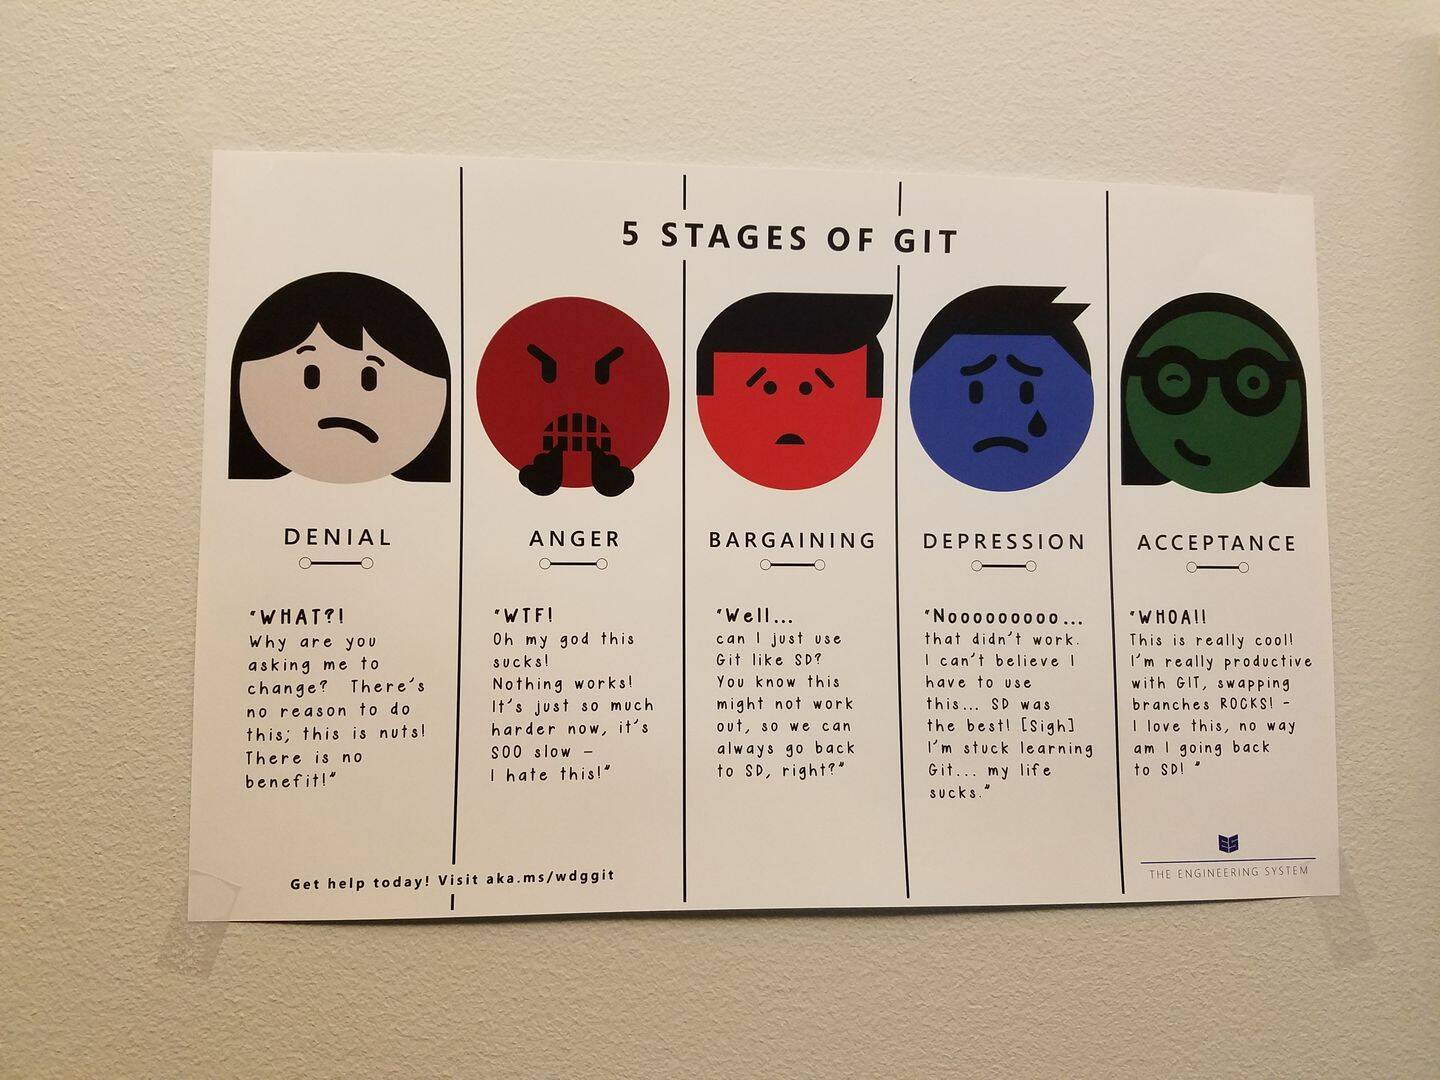 5 STAGES OF GIT
DENIAL
"WHAT?!
Why are you
asking me to
change? There's
no reason to do
this; this is nuts!
There is no
benefit!"
ANGER
"WTF!
Oh my god this
sucks!
Nothing works!
It's just so much
harder now, it's
SOO slow –
I hate this!"
BARGAINING
"Well...
can I just use
Git like SD?
You know this
might not work
out, so we can
always go back
to SD, right?"
DEPRESSION
"Nooooooooo...
that didn't work.
I can't believe I
have to use
this... SD was
the best! [Sigh]
I'm stuck learning
Git... my life
sucks."
ACCEPTANCE
"WHOA!!
This is really cool!
I'm really productive
with GIT, swapping
branches ROCKS! -
I love this, no way
am I going back
to SD! "
Get help today! Visit aka.ms/wdggit
ES
THE ENGINEERING SYSTEM